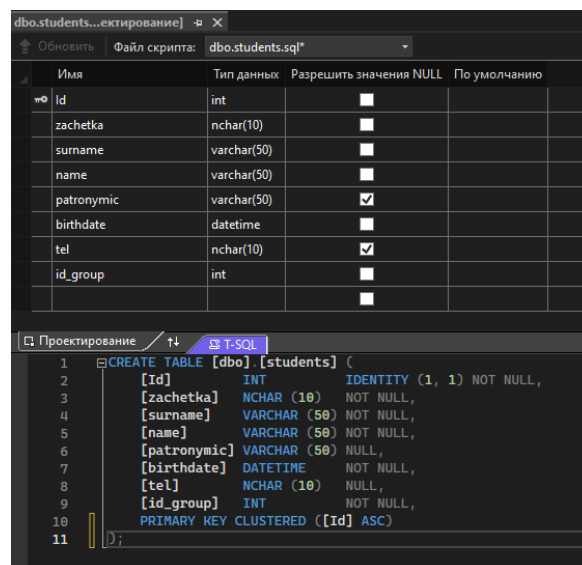 dbo.students...ектирование]
Обновить Файл скрипта: dbo.students.sql*
Имя Тип данных Разрешить значения NULL По умолчанию
Id int
zachetka nchar(10)
surname varchar(50)
name varchar(50)
patronymic varchar(50)
birthdate datetime
tel nchar(10)
id_group int
Проектирование T-SQL
1 CREATE TABLE [dbo].[students] (
2 [Id] INT IDENTITY (1, 1) NOT NULL,
3 [zachetka] NCHAR (10) NOT NULL,
4 [surname] VARCHAR (50) NOT NULL,
5 [name] VARCHAR (50) NOT NULL,
6 [patronymic] VARCHAR (50) NULL,
7 [birthdate] DATETIME NOT NULL,
8 [tel] NCHAR (10) NULL,
9 [id_group] INT NOT NULL,
10 PRIMARY KEY CLUSTERED ([Id] ASC)
11 );